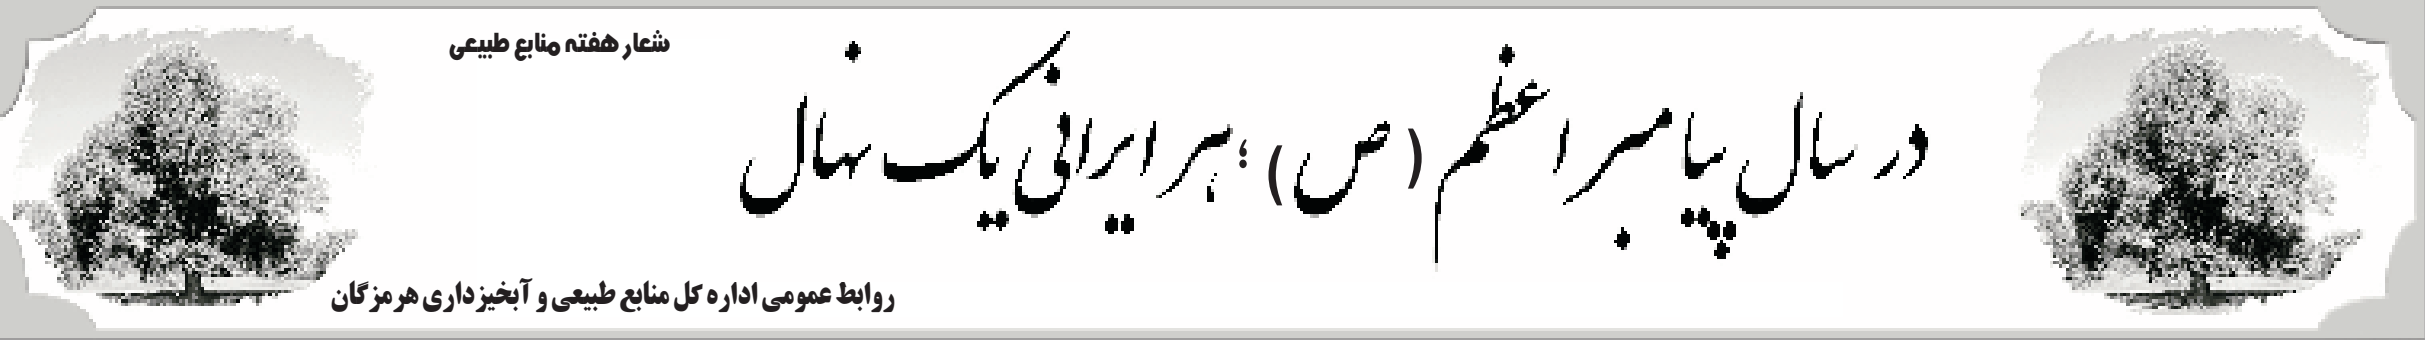 شعار هفته منابع طبیعی
در سال پیامبر اعظم (ص) ؛ هر ایرانی یک نهال
روابط عمومی اداره کل منابع طبیعی و آبخیزداری هرمزگان